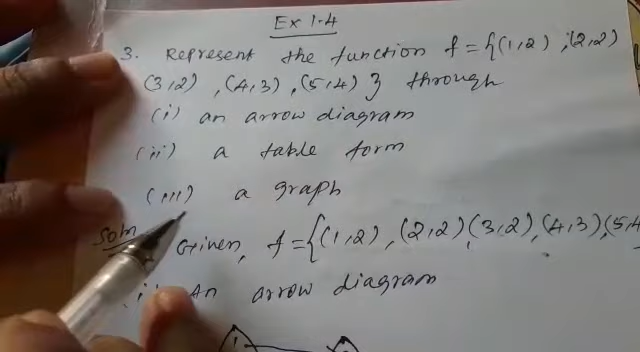 Ex 1.4
3. Represent the function f={(1,2),(2,2)
(3,2),(4,3),(5,4)} through
(i) an arrow diagram
(ii) a table form
(iii) a graph
Soln
Given, f={(1,2),(2,2)(3,2),(4,3),(5,4
An arrow diagram
1